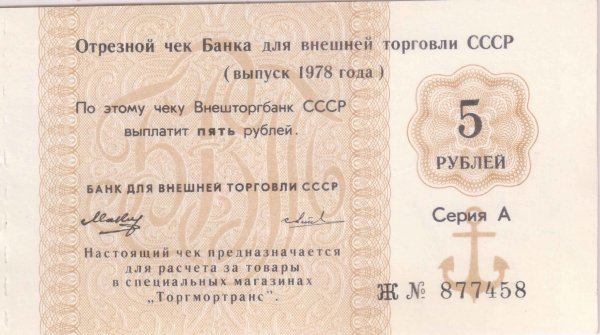 Отрезной чек Банка для внешней торговли СССР
(выпуск 1978 года)
По этому чеку Внешторгбанк СССР
выплатит пять рублей.
5
РУБЛЕЙ
БАНК ДЛЯ ВНЕШНЕЙ ТОРГОВЛИ СССР
Серия А
Настоящий чек предназначается
для расчета за товары
в специальных магазинах
„Торгмортранс".
Ж № 877458